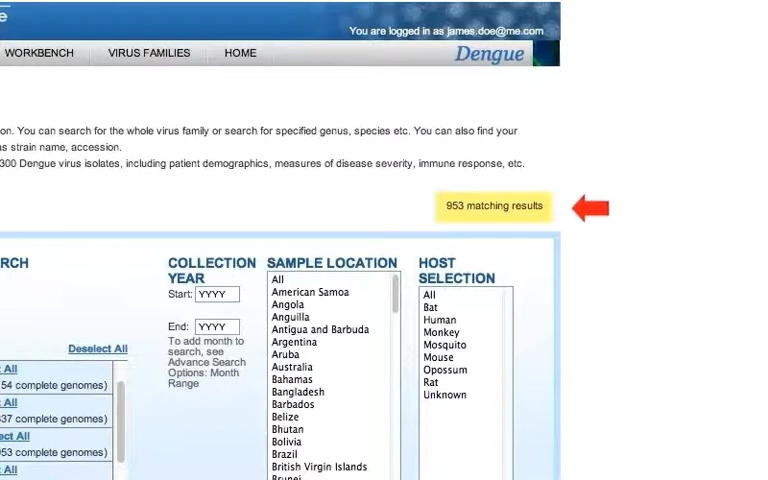 e
You are logged in as james.doe@me.com
WORKBENCH VIRUS FAMILIES HOME
Dengue
on. You can search for the whole virus family or search for specified genus, species etc. You can also find your
as strain name, accession.
300 Dengue virus isolates, including patient demographics, measures of disease severity, immune response, etc.
953 matching results
RCH
COLLECTION
YEAR
Start: YYYY
End: YYYY
To add month to
search, see
Advance Search
Options: Month
Range
SAMPLE LOCATION
All
American Samoa
Angola
Anguilla
Antigua and Barbuda
Argentina
Aruba
Australia
Bahamas
Bangladesh
Barbados
Belize
Bhutan
Bolivia
Brazil
British Virgin Islands
Brunei
HOST
SELECTION
All
Bat
Human
Monkey
Mosquito
Mouse
Opossum
Rat
Unknown
Deselect All
t All
54 complete genomes)
ct All
337 complete genomes)
ect All
953 complete genomes)
ct All